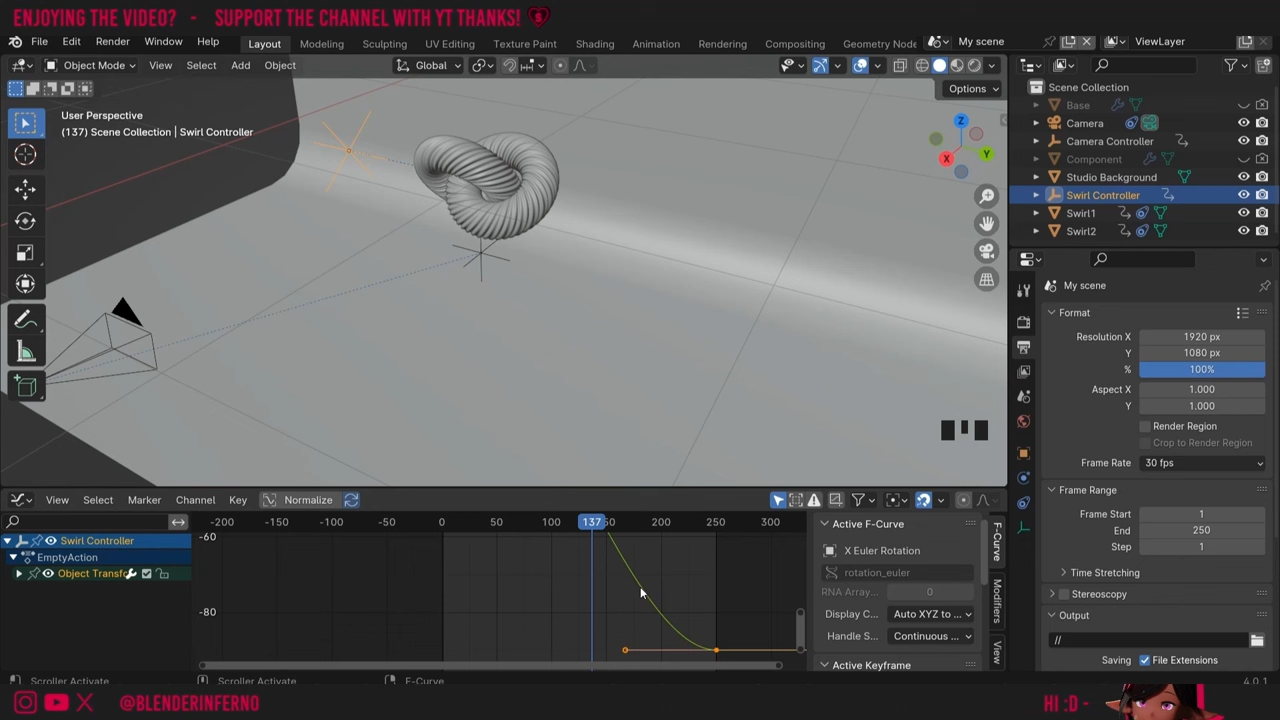 ENJOYING THE VIDEO? - SUPPORT THE CHANNEL WITH YT THANKS!
File Edit Render Window Help Layout Modeling Sculpting UV Editing Texture Paint Shading Animation Rendering Compositing Geometry Node My scene ViewLayer
Object Mode View Select Add Object Global
Options
User Perspective
(137) Scene Collection | Swirl Controller
Z
Y
X
Scene Collection
Base
Camera
Camera Controller
Component
Studio Background
Swirl Controller
Swirl1
Swirl2
My scene
Format
Resolution X 1920 px
Y 1080 px
% 100%
Aspect X 1.000
Y 1.000
Render Region
Crop to Render Region
Frame Rate 30 fps
Frame Range
Frame Start 1
End 250
Step 1
Time Stretching
Stereoscopy
Output
//
Saving File Extensions
View Select Marker Channel Key Normalize
-200 -100 0 50 100 137 150 200 250 300
-60
-80
Swirl Controller
EmptyAction
Object Transfo
Active F-Curve
X Euler Rotation
rotation_euler
RNA Array... 0
Display C... Auto XYZ to ...
Handle S... Continuous ...
Active Keyframe
F-Curve
Modifiers
View
Scroller Activate Scroller Activate F-Curve 4.0.1
@BLENDERINFERNO
HI :D -